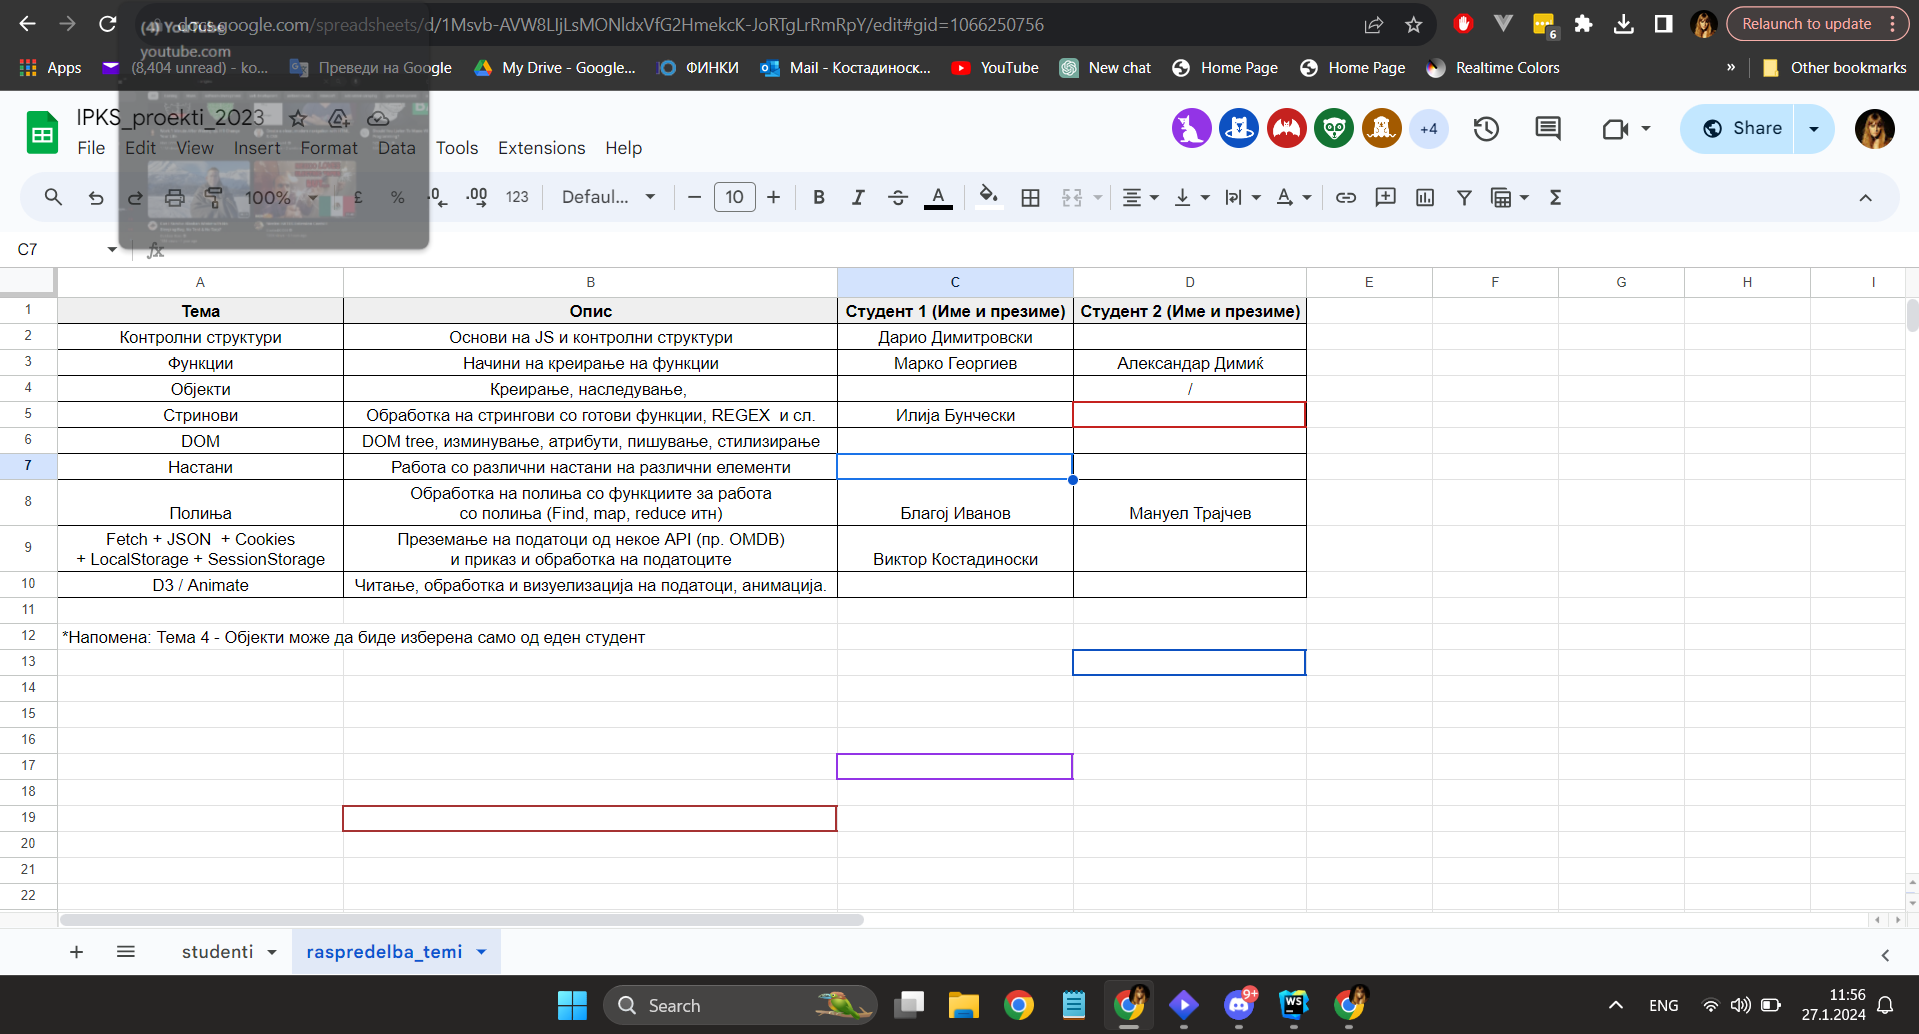 (4) YouTube
youtube.com
docs.google.com/spreadsheets/d/1Msvb-AVW8LIjLsMONldxVfG2HmekcK-JoRTgLrRmRpY/edit#gid=1066250756
6
Relaunch to update
Apps
(8,404 unread) - ko...
Преведи на Google
My Drive - Google...
ФИНКИ
Mail - Костадиноск...
YouTube
New chat
Home Page
Home Page
Realtime Colors
»
Other bookmarks
IPKS_proekti_2023
File Edit View Insert Format Data Tools Extensions Help
+4
Share
100% £ % .0 .00 123 Defaul... − 10 + B I A Σ
C7
fx
A B C D E F G H I
1 Тема Опис Студент 1 (Име и презиме) Студент 2 (Име и презиме)
2 Контролни структури Основи на JS и контролни структури Дарио Димитровски
3 Функции Начини на креирање на функции Марко Георгиев Александар Димиќ
4 Објекти Креирање, наследување, /
5 Стринови Обработка на стрингови со готови функции, REGEX и сл. Илија Бунчески
6 DOM DOM tree, изминување, атрибути, пишување, стилизирање
7 Настани Работа со различни настани на различни елементи
Обработка на полиња со функциите за работа
8 Полиња со полиња (Find, map, reduce итн) Благој Иванов Мануел Трајчев
Fetch + JSON + Cookies Преземање на податоци од некое API (пр. OMDB)
9 + LocalStorage + SessionStorage и приказ и обработка на податоците Виктор Костадиноски
10 D3 / Animate Читање, обработка и визуелизација на податоци, анимација.
11
12 *Напомена: Тема 4 - Објекти може да биде изберена само од еден студент
13
14
15
16
17
18
19
20
21
22
+ studenti raspredelba_temi
Search
9+
WS
ENG
11:56
27.1.2024